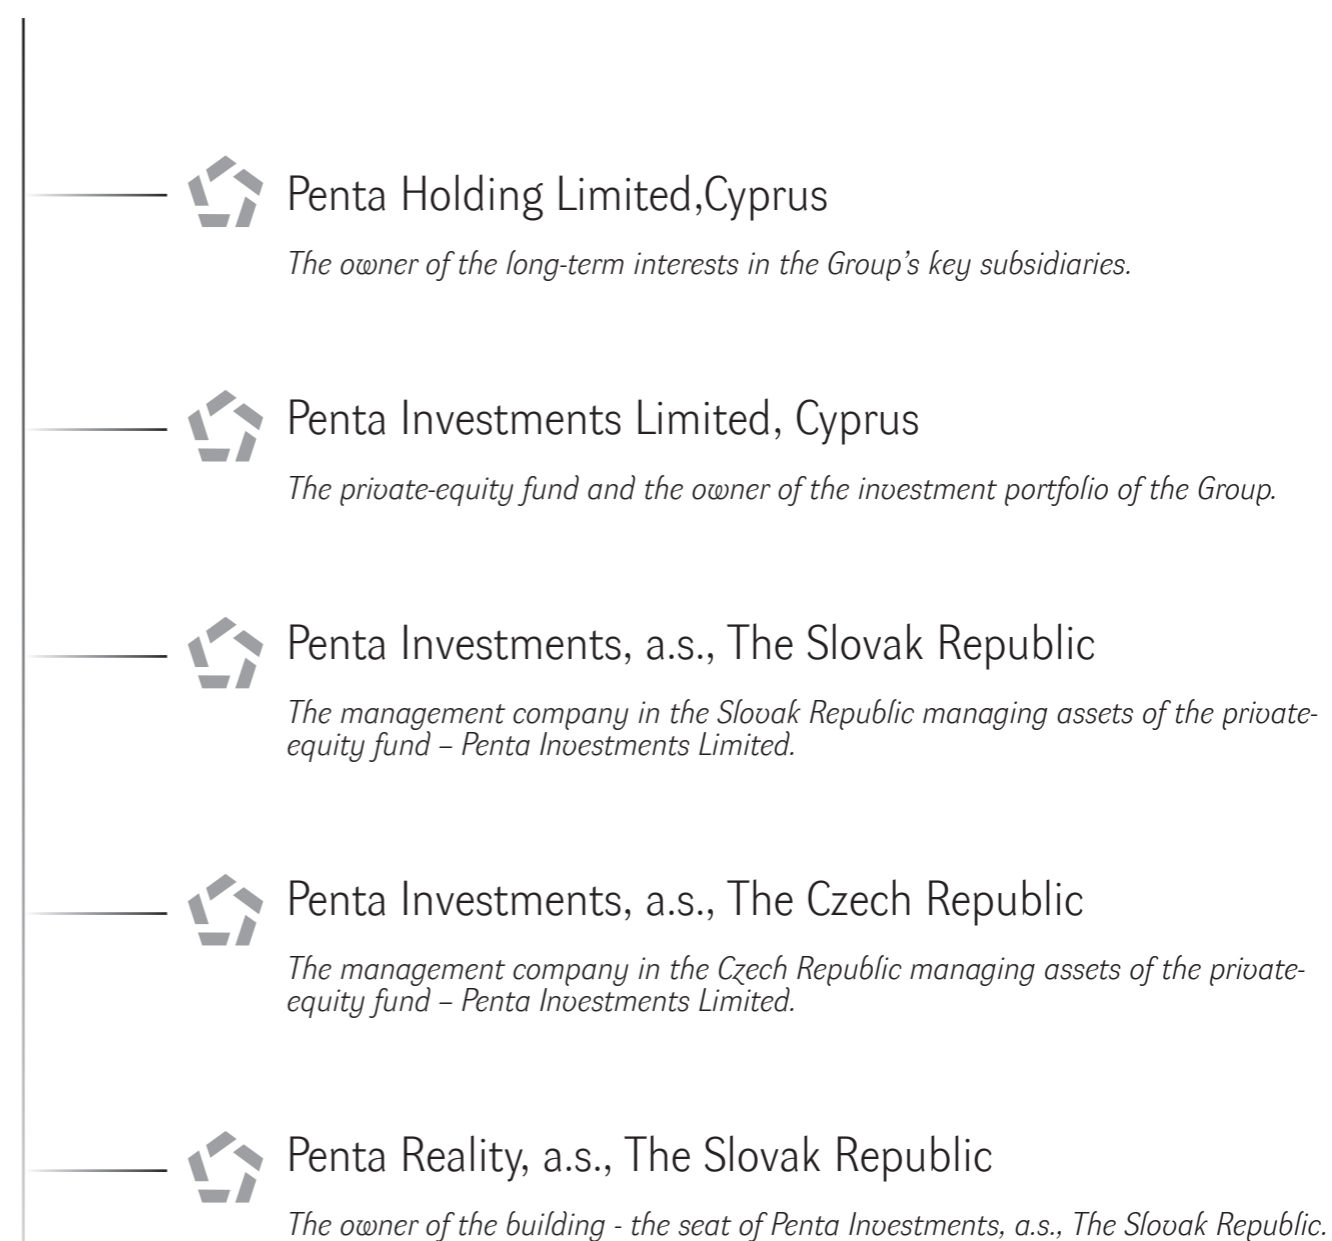 Penta Holding Limited,Cyprus
The owner of the long-term interests in the Group’s key subsidiaries.
Penta Investments Limited, Cyprus
The private-equity fund and the owner of the investment portfolio of the Group.
Penta Investments, a.s., The Slovak Republic
The management company in the Slovak Republic managing assets of the private-
equity fund – Penta Investments Limited.
Penta Investments, a.s., The Czech Republic
The management company in the Czech Republic managing assets of the private-
equity fund – Penta Investments Limited.
Penta Reality, a.s., The Slovak Republic
The owner of the building - the seat of Penta Investments, a.s., The Slovak Republic.